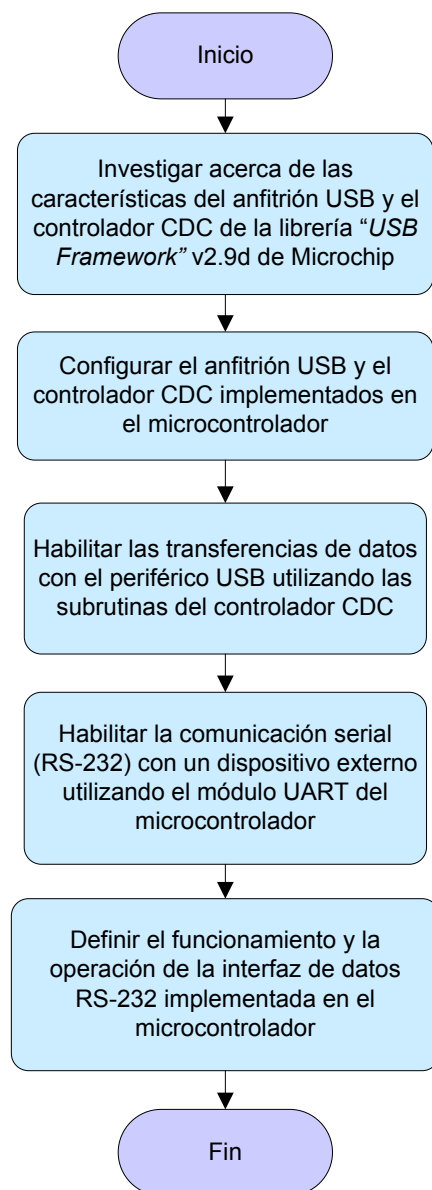 Inicio
Investigar acerca de las
características del anfitrión USB y el
controlador CDC de la librería “USB
Framework” v2.9d de Microchip
Configurar el anfitrión USB y el
controlador CDC implementados en
el microcontrolador
Habilitar las transferencias de datos
con el periférico USB utilizando las
subrutinas del controlador CDC
Habilitar la comunicación serial
(RS-232) con un dispositivo externo
utilizando el módulo UART del
microcontrolador
Definir el funcionamiento y la
operación de la interfaz de datos
RS-232 implementada en el
microcontrolador
Fin